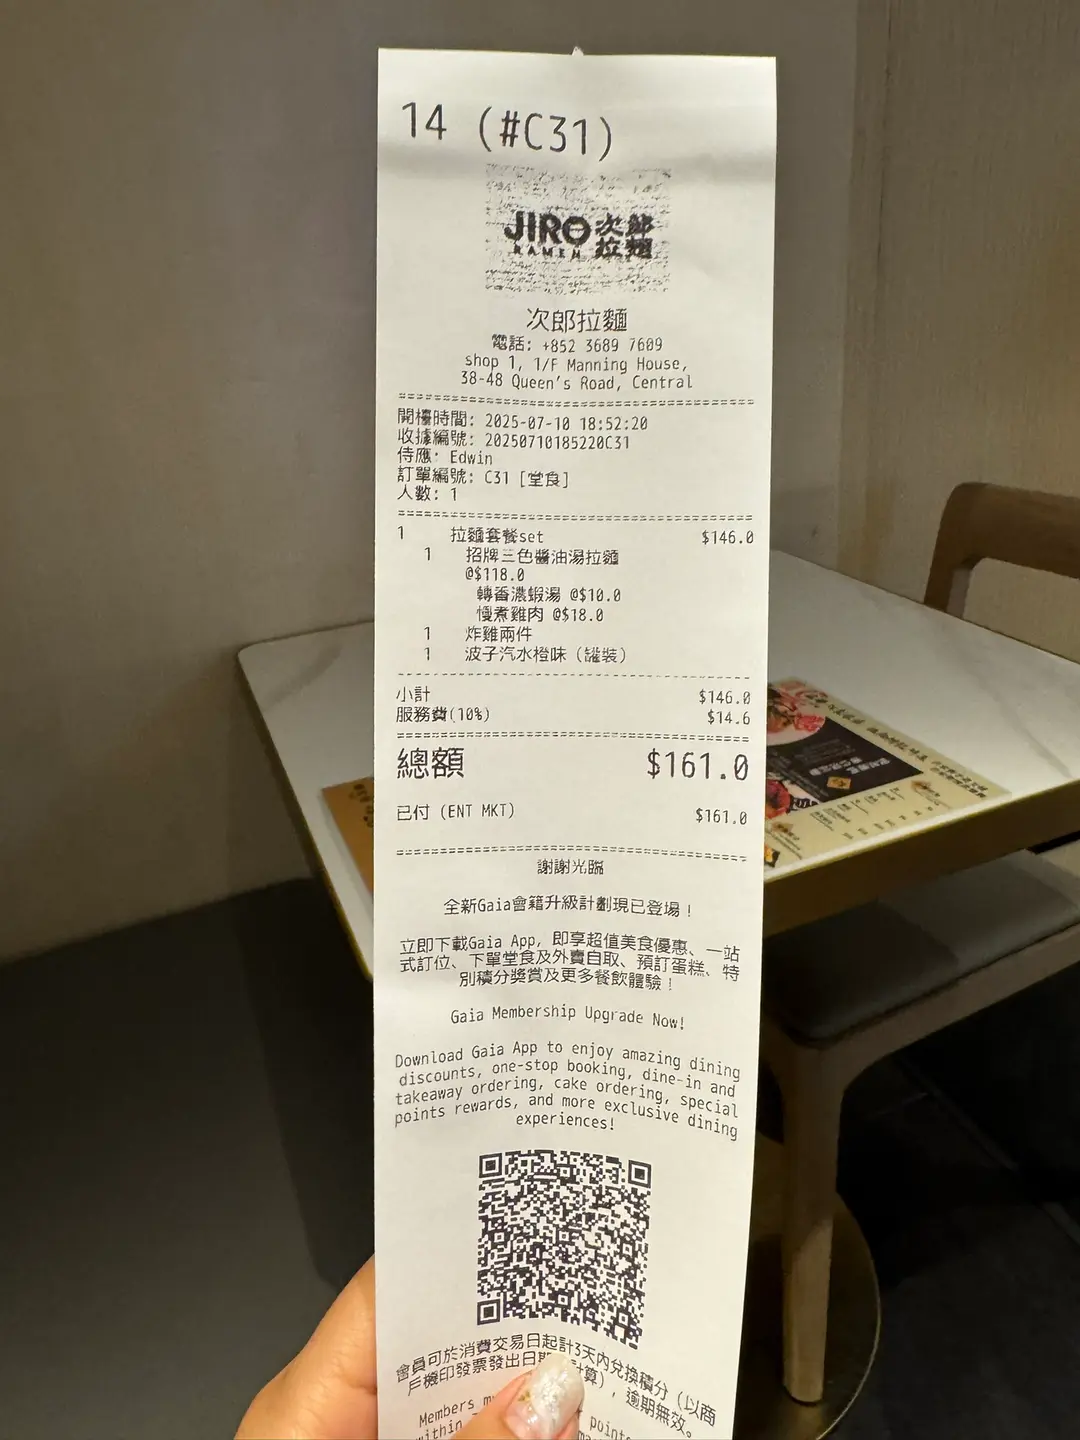 14 (#C31)
JIRO 次郎
RAMEN 拉麵
次郎拉麵
電話: +852 3689 7609
shop 1, 1/F Manning House,
38-48 Queen's Road, Central
開檯時間: 2025-07-10 18:52:20
收據編號: 20250710185220C31
侍應: Edwin
訂單編號: C31 [堂食]
人數: 1
1 拉麵套餐set $146.0
1 招牌三色醬油湯拉麵
@$118.0
轉香濃蝦湯 @$10.0
慢煮雞肉 @$18.0
1 炸雞兩件
1 波子汽水橙味 (罐裝)
小計 $146.0
服務費(10%) $14.6
總額 $161.0
已付 (ENT MKT) $161.0
謝謝光臨
全新Gaia會籍升級計劃現已登場！
立即下載Gaia App, 即享超值美食優惠、一站
式訂位、下單堂食及外賣自取、預訂蛋糕、特
別積分獎賞及更多餐飲體驗！
Gaia Membership Upgrade Now!
Download Gaia App to enjoy amazing dining
discounts, one-stop booking, dine-in and
takeaway ordering, cake ordering, special
points rewards, and more exclusive dining
experiences!
會員可於消費交易日起計3天內兌換積分 (以商
戶機印發票發出日期計算), 逾期無效。
Members
within